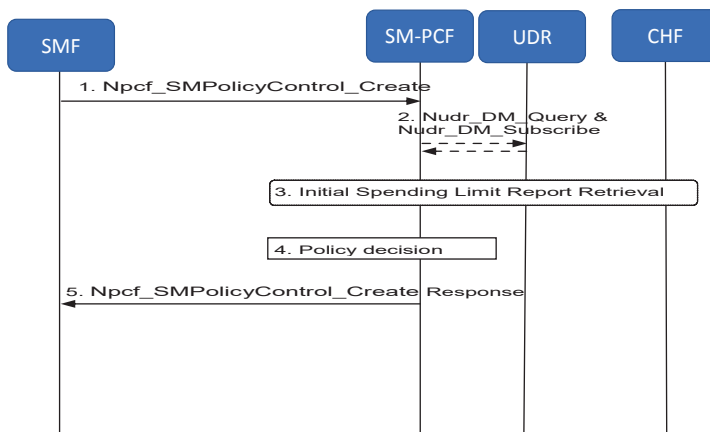 SMF
SM-PCF
UDR
CHF
1. Npcf_SMPolicyControl_Create
2. Nudr_DM_Query &
Nudr_DM_Subscribe
3. Initial Spending Limit Report Retrieval
4. Policy decision
5. Npcf_SMPolicyControl_Create Response